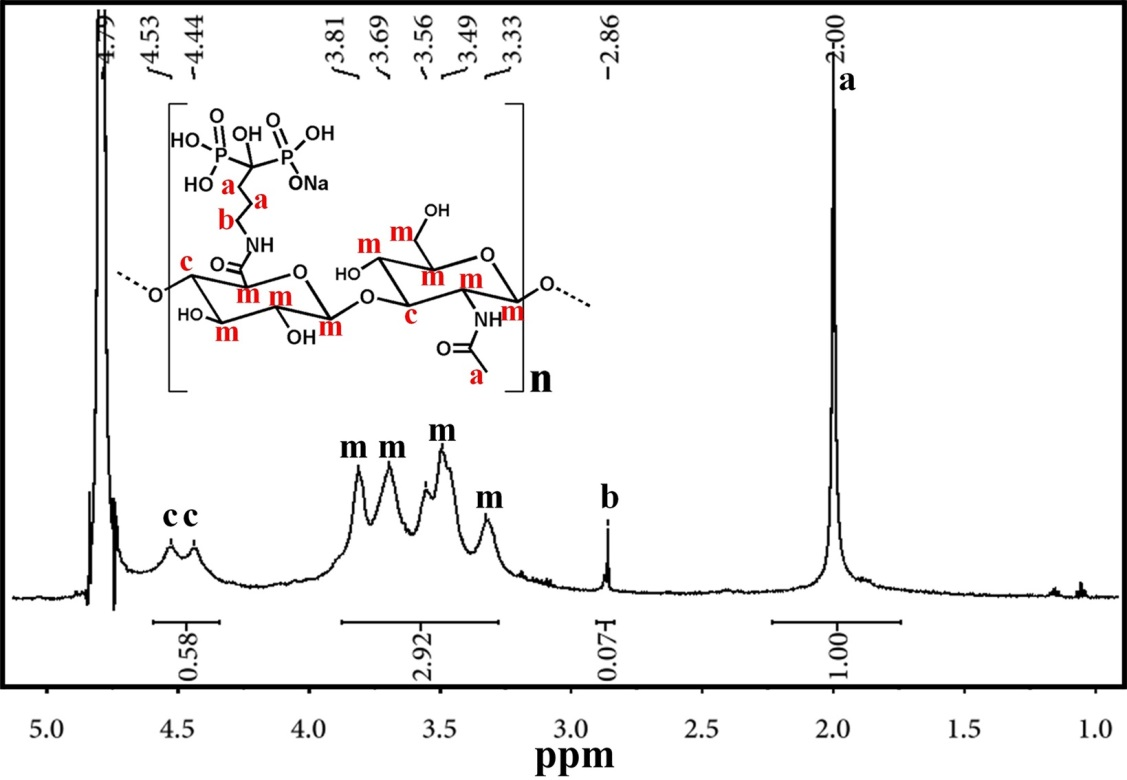 4.79
4.53
4.44
3.81
3.69
3.56
3.49
3.33
2.86
2.00
a
O
HO
P
OH
O
P
OH
HO
ONa
a
a
b
NH
O
c
O
m
m
O
HO
m
OH
m
O
OH
m
m
HO
m
O
m
c
NH
m
O
O
a
n
m
m
m
m
c
c
b
0.58
2.92
0.07
1.00
5.0
4.5
4.0
3.5
3.0
2.5
2.0
1.5
1.0
ppm